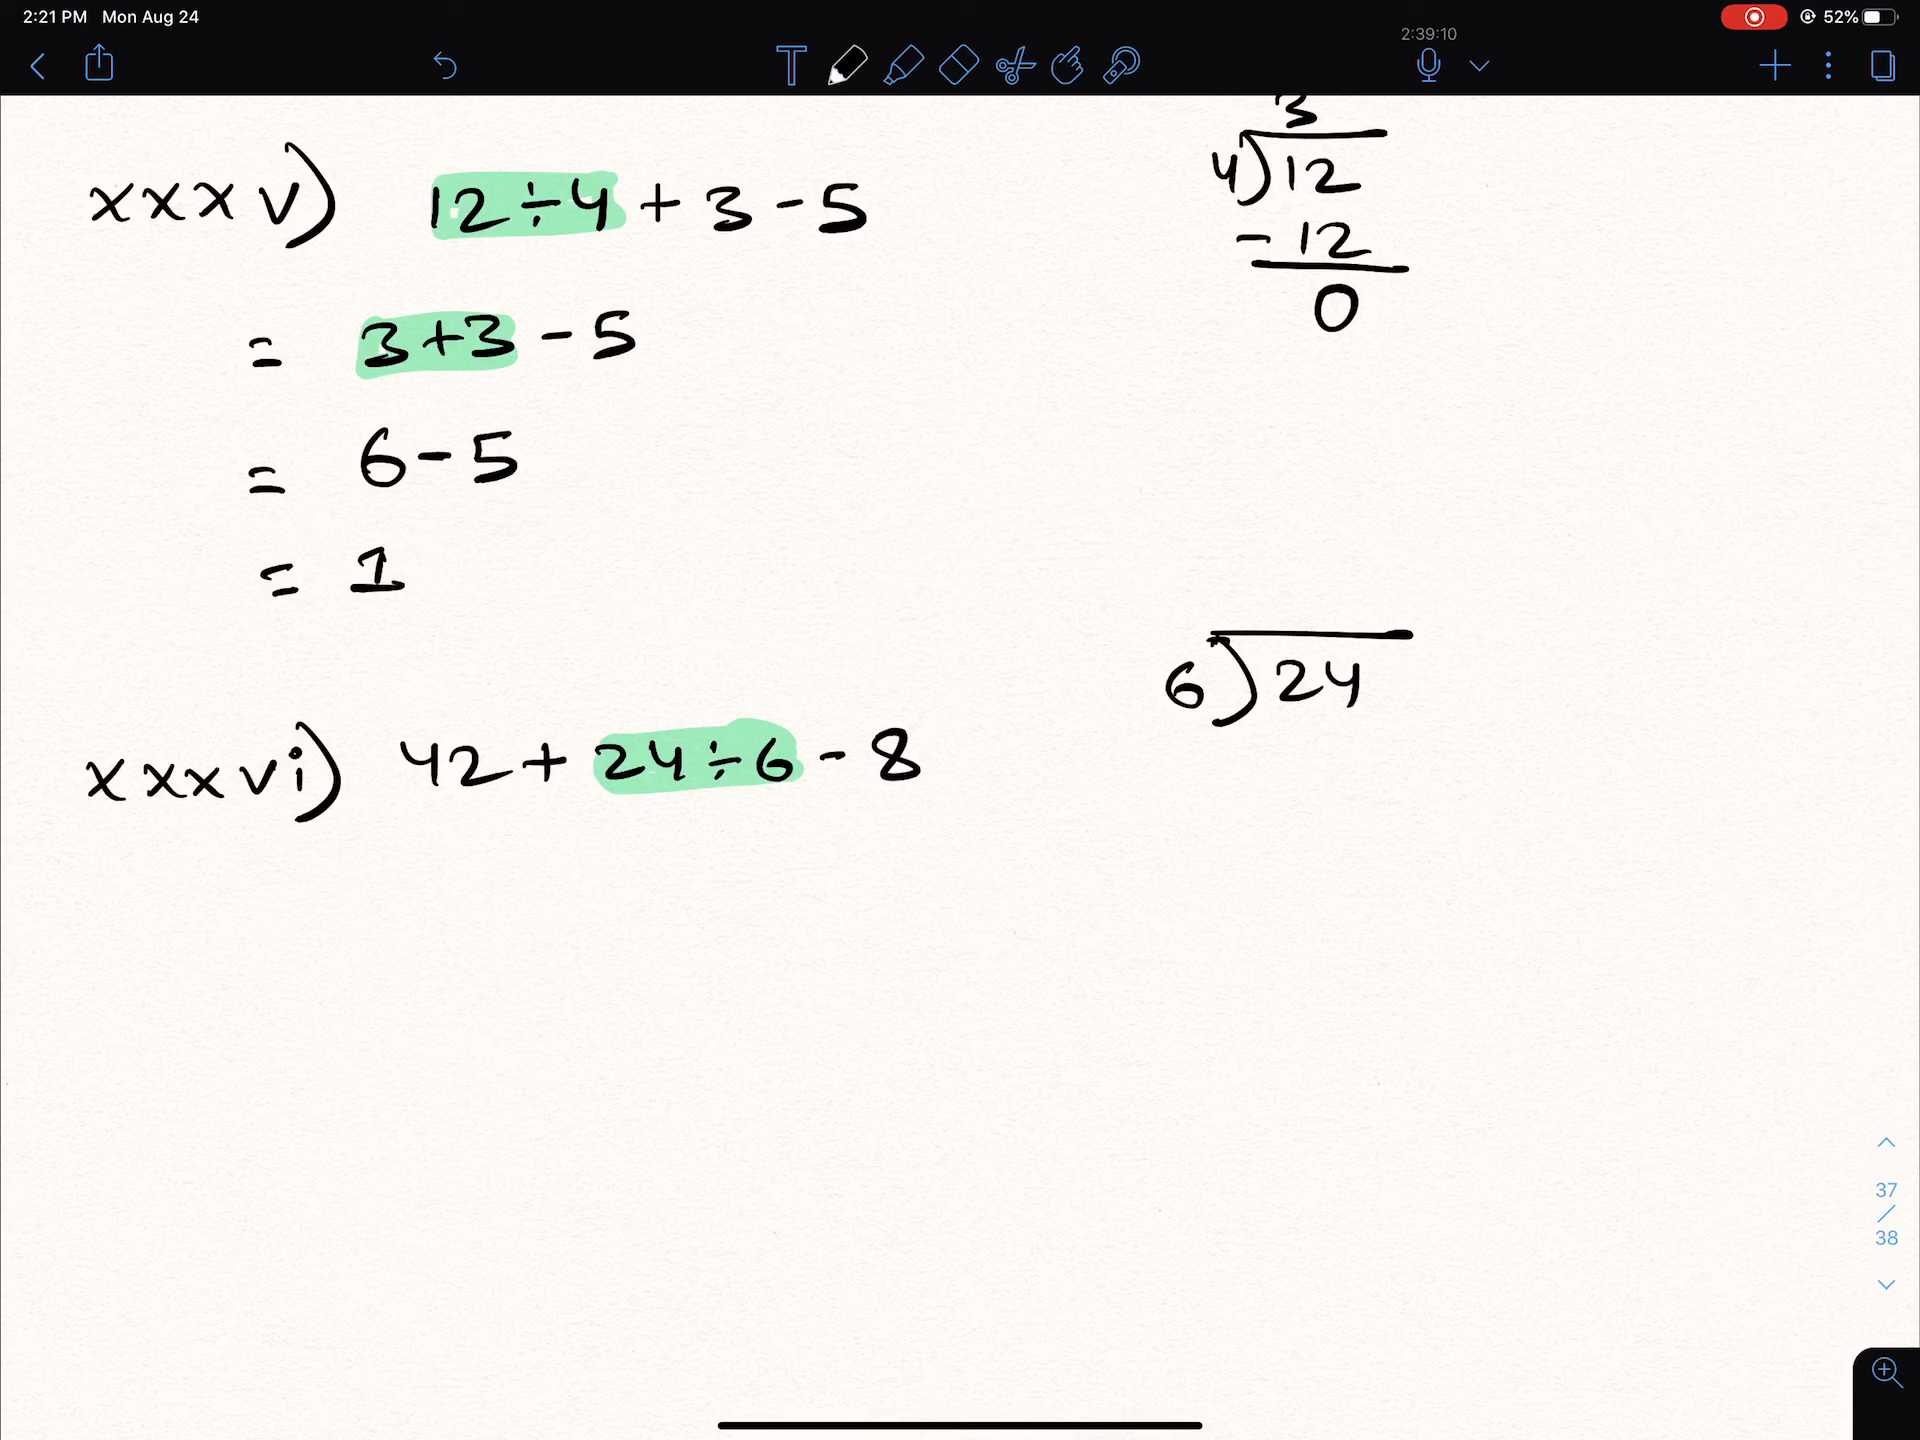 2:21 PM Mon Aug 24
52%
2:39:10
T
xxxv) 12÷4 + 3 - 5
= 3+3 - 5
= 6 - 5
= 1
3
4)12
- 12
0
6)24
xxxvi) 42 + 24÷6 - 8
37
/
38